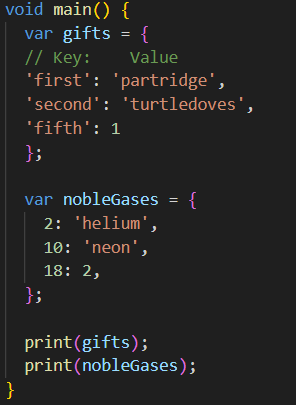 void main() {
  var gifts = {
  // Key:    Value
  'first': 'partridge',
  'second': 'turtledoves',
  'fifth': 1
  };

  var nobleGases = {
    2: 'helium',
    10: 'neon',
    18: 2,
  };

  print(gifts);
  print(nobleGases);
}